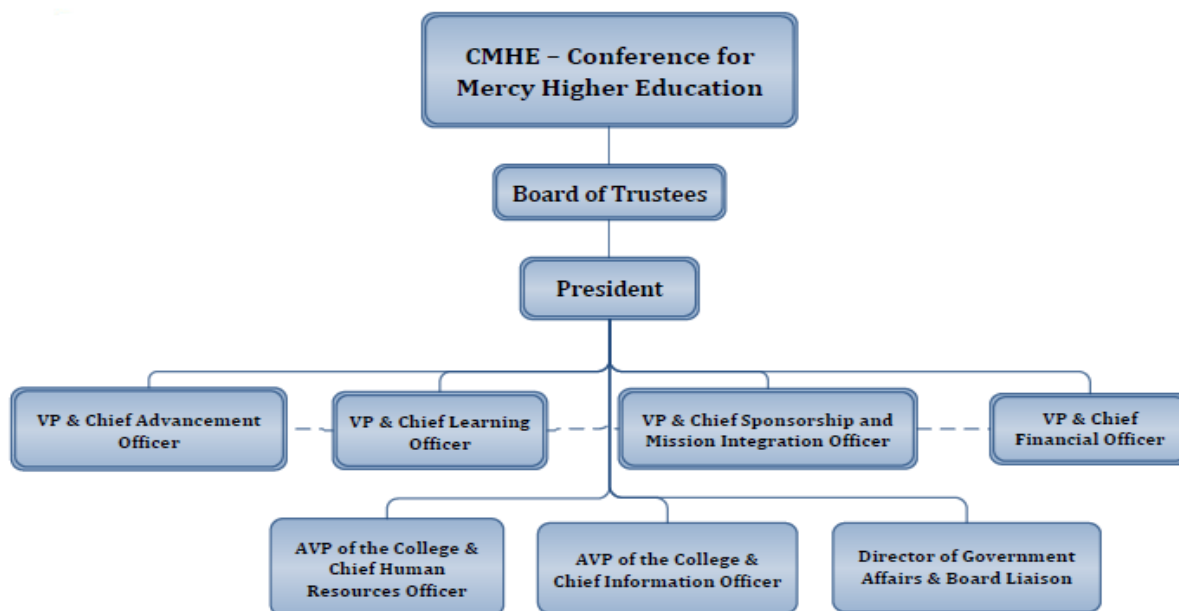 CMHE – Conference for
Mercy Higher Education
Board of Trustees
President
VP & Chief Advancement
Officer
VP & Chief Learning
Officer
VP & Chief Sponsorship and
Mission Integration Officer
VP & Chief
Financial Officer
AVP of the College &
Chief Human
Resources Officer
AVP of the College &
Chief Information Officer
Director of Government
Affairs & Board Liaison